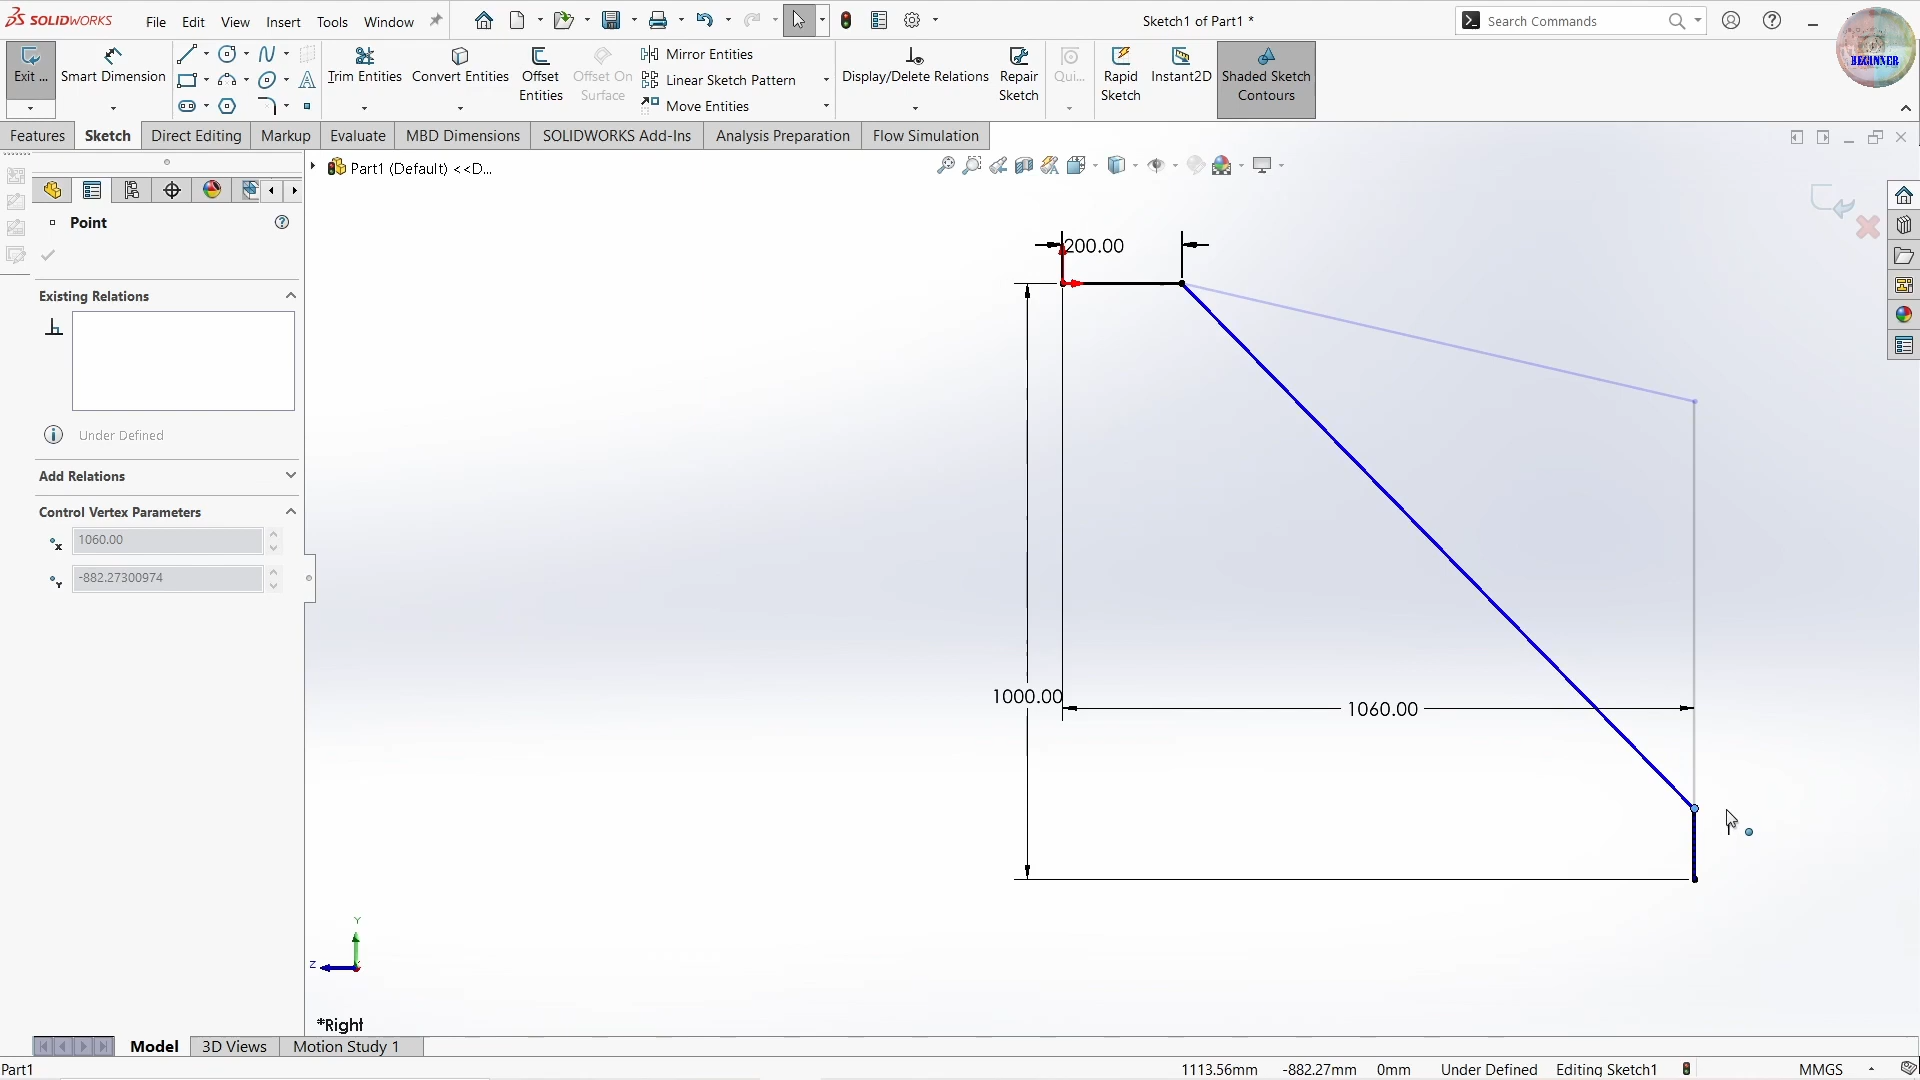 SOLIDWORKS File Edit View Insert Tools Window Sketch1 of Part1 * Search Commands
BEGINNER
Exit ... Smart Dimension Trim Entities Convert Entities Offset Entities Offset On Surface Mirror Entities Linear Sketch Pattern Move Entities Display/Delete Relations Repair Sketch Qui... Rapid Sketch Instant2D Shaded Sketch Contours
Features Sketch Direct Editing Markup Evaluate MBD Dimensions SOLIDWORKS Add-Ins Analysis Preparation Flow Simulation
Part1 (Default) <<D...
Point
Existing Relations
Under Defined
Add Relations
Control Vertex Parameters
x 1060.00
Y -882.27300974
200.00
1000.00
1060.00
Y
Z
*Right
Model 3D Views Motion Study 1
Part1 1113.56mm -882.27mm 0mm Under Defined Editing Sketch1 MMGS